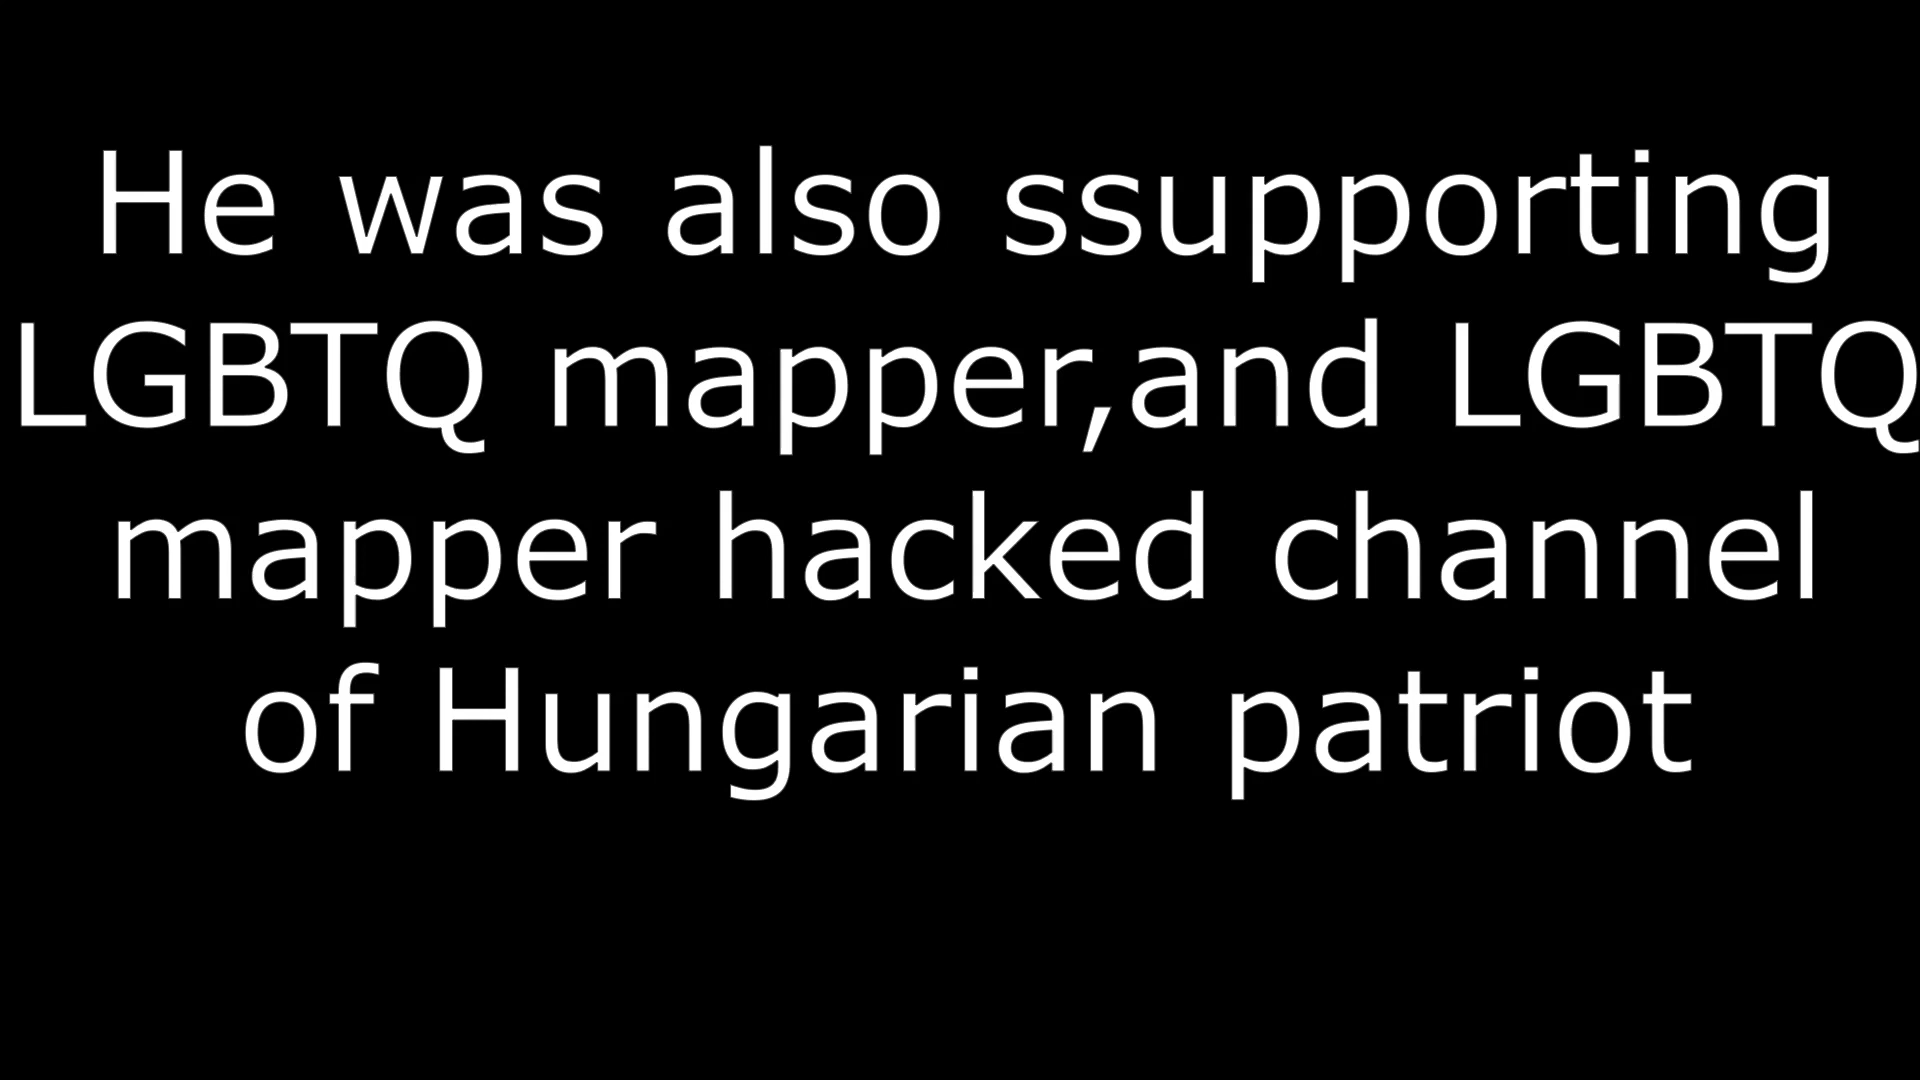 He was also ssupporting
LGBTQ mapper,and LGBTQ
mapper hacked channel
of Hungarian patriot